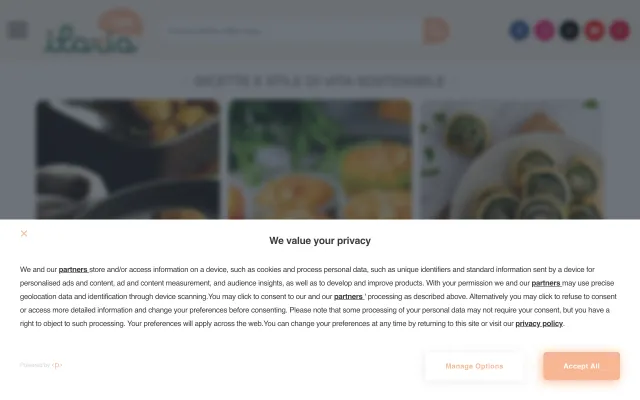 ilaria
RICETTE E STILE DI VITA SOSTENIBILE
We value your privacy
We and our partners store and/or access information on a device, such as cookies and process personal data, such as unique identifiers and standard information sent by a device for
personalised ads and content, ad and content measurement, and audience insights, as well as to develop and improve products. With your permission we and our partners may use precise
geolocation data and identification through device scanning.You may click to consent to our and our partners ' processing as described above. Alternatively you may click to refuse to consent
or access more detailed information and change your preferences before consenting. Please note that some processing of your personal data may not require your consent, but you have a
right to object to such processing. Your preferences will apply across the web.You can change your preferences at any time by returning to this site or visit our privacy policy.
Powered by
Manage Options
Accept All